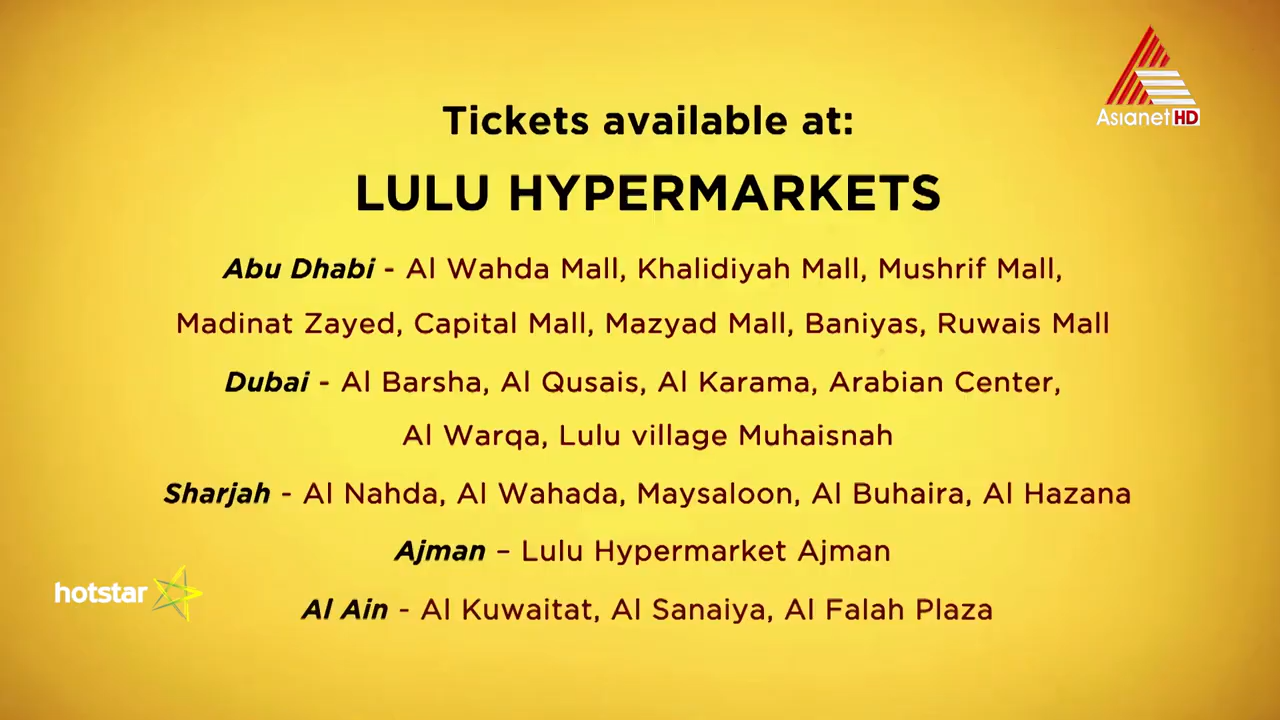 Asianet HD
Tickets available at:
LULU HYPERMARKETS
Abu Dhabi - Al Wahda Mall, Khalidiyah Mall, Mushrif Mall,
Madinat Zayed, Capital Mall, Mazyad Mall, Baniyas, Ruwais Mall
Dubai - Al Barsha, Al Qusais, Al Karama, Arabian Center,
Al Warqa, Lulu village Muhaisnah
Sharjah - Al Nahda, Al Wahada, Maysaloon, Al Buhaira, Al Hazana
Ajman – Lulu Hypermarket Ajman
hotstar
Al Ain - Al Kuwaitat, Al Sanaiya, Al Falah Plaza